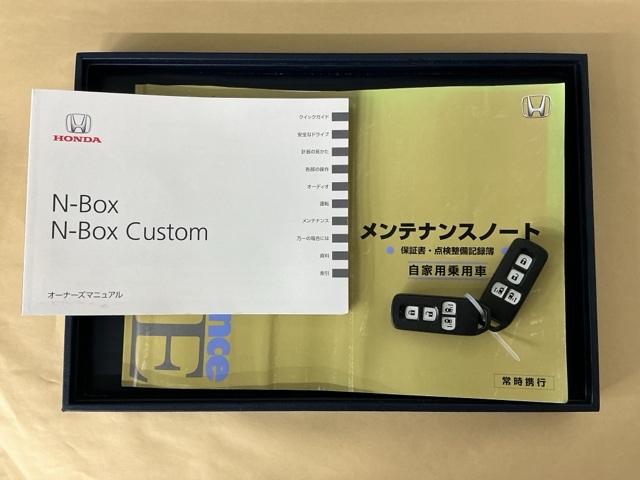 HONDA
N-Box
N-Box Custom
オーナーズマニュアル
クイックガイド
安全なドライブ
計器の見かた
各部の操作
オーディオ
運転
メンテナンス
万一の場合には
資料
索引
メンテナンスノート
保証書・点検整備記録簿
自家用乗用車
常時携行
nce
E